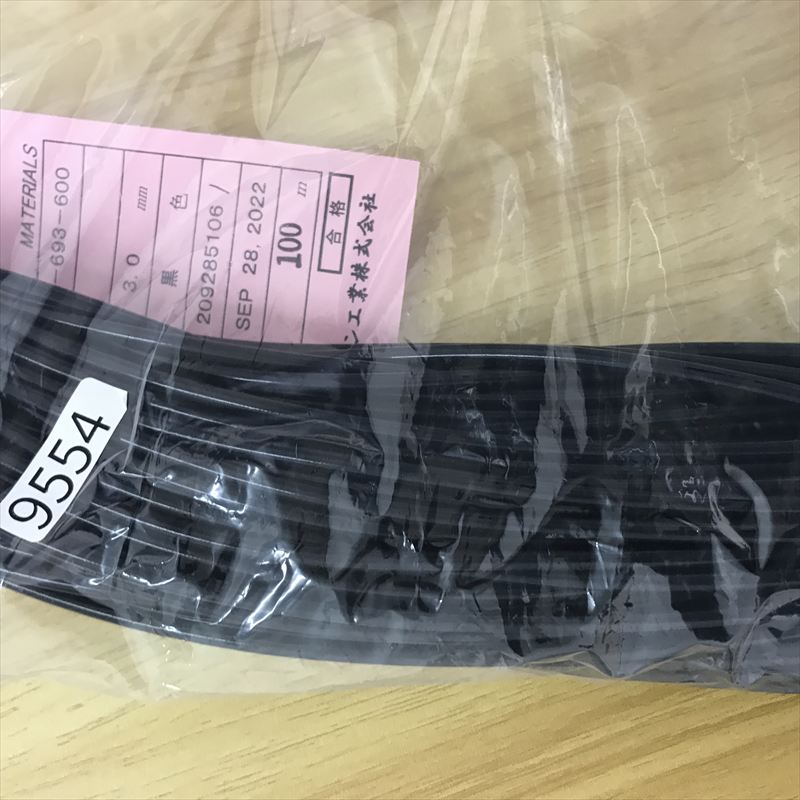 MATERIALS
693-600
3.0 mm
黒 色
209285106 /
SEP 28, 2022
100 m
合格
ン工業株式会社
9554